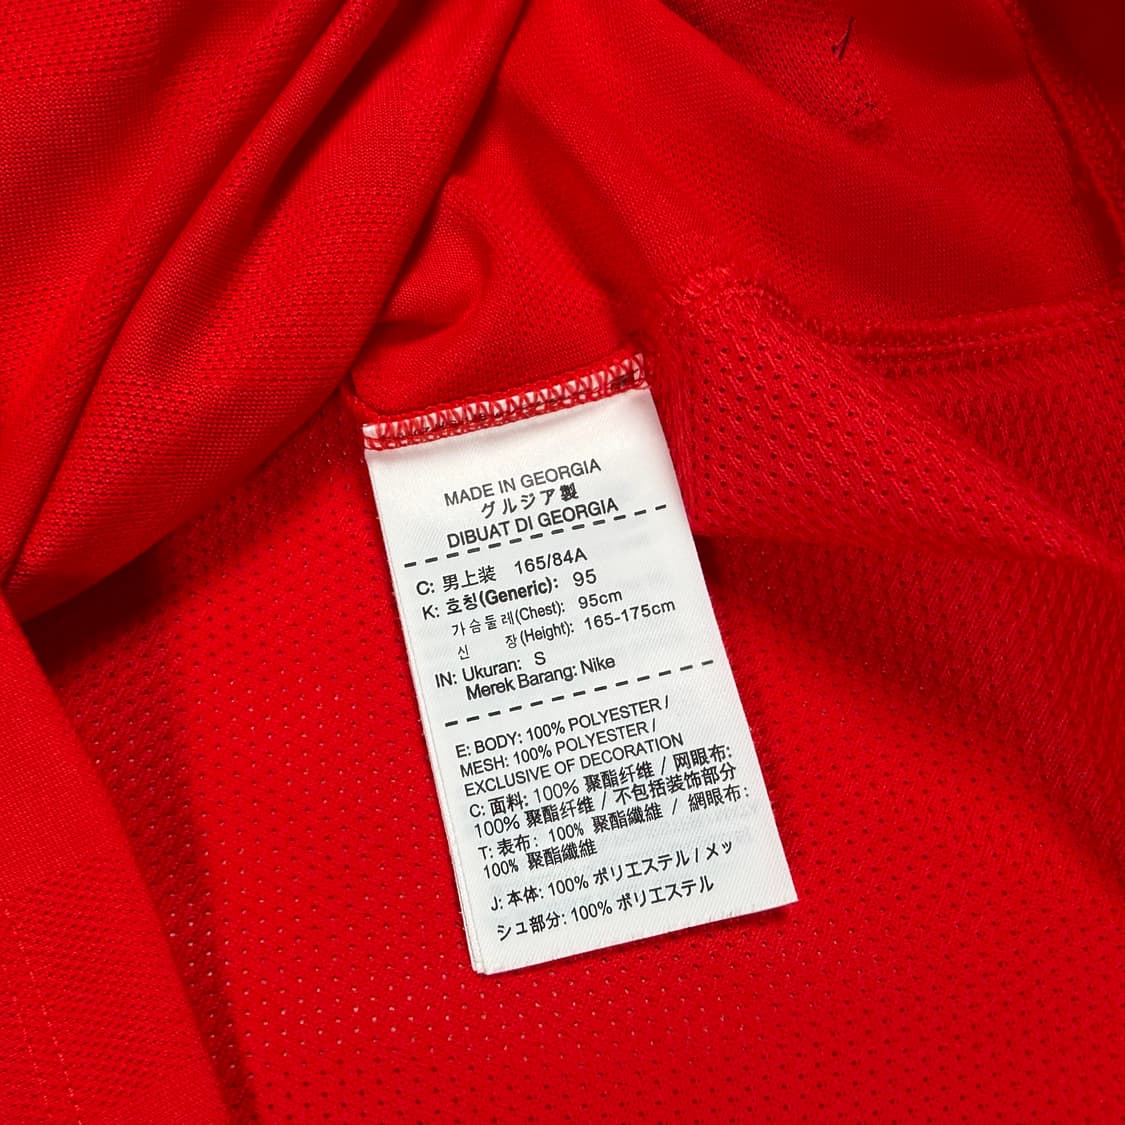 MADE IN GEORGIA
グルジア製
DIBUAT DI GEORGIA
C: 男上装 165/84A
K: 호칭(Generic): 95
가슴둘레(Chest): 95cm
신 장(Height): 165-175cm
IN: Ukuran: S
Merek Barang: Nike
E: BODY: 100% POLYESTER /
MESH: 100% POLYESTER /
EXCLUSIVE OF DECORATION
C: 面料: 100% 聚酯纤维 / 网眼布:
100% 聚酯纤维 / 不包括装饰部分
T: 表布: 100% 聚酯纖維 / 網眼布:
100% 聚酯纖維
J: 本体: 100% ポリエステル / メッ
シュ部分: 100% ポリエステル